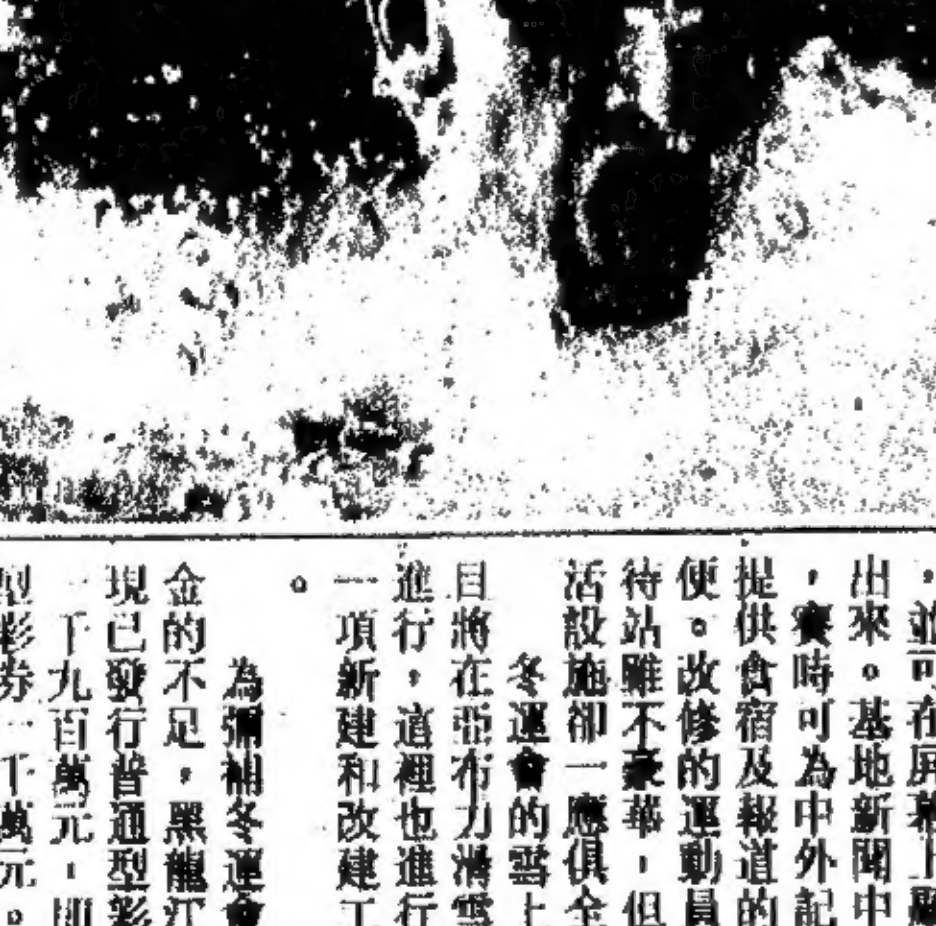 ，並可在屏幕上顯
出來。基地新聞中
，賽時可為中外記
提供食宿及報道的
便。改修的運動員
待站雖不豪華，但
活設施卻一應俱全
冬運會的雪上
目將在亞布力滑雪
進行，這裡也進行
一項新建和改建工
。
為彌補冬運會
金的不足，黑龍江
現已發行普通型彩
一千九百萬元，即
型彩券一千萬元。